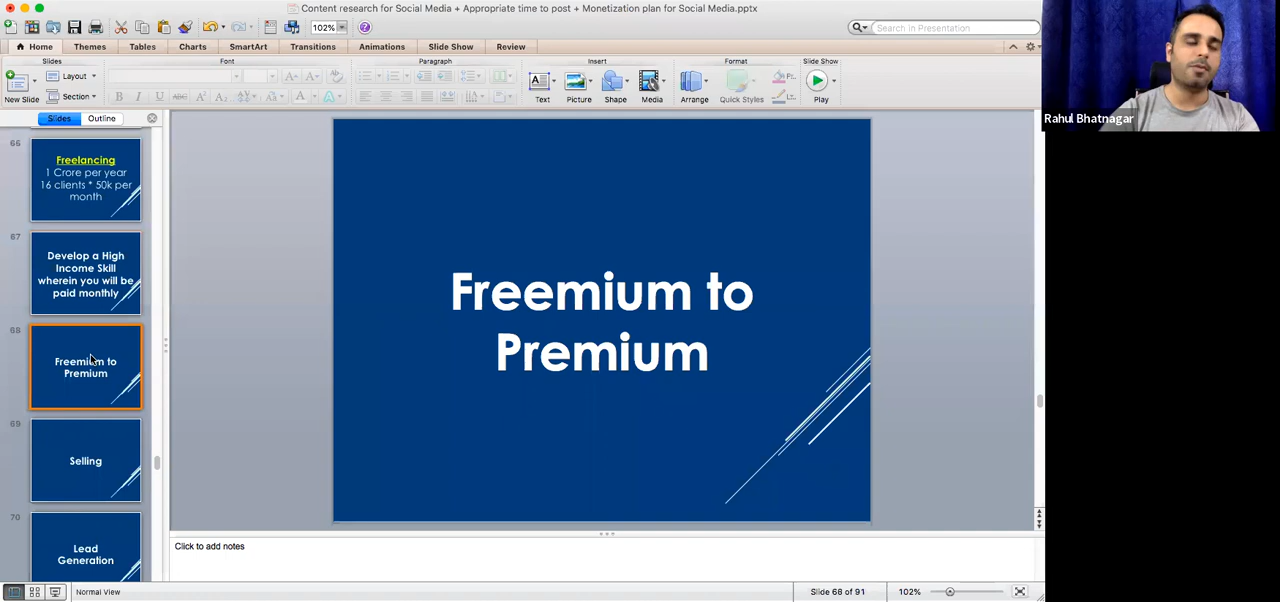 Content research for Social Media + Appropriate time to post + Monetization plan for Social Media.pptx
102%
Search in Presentation
Home Themes Tables Charts SmartArt Transitions Animations Slide Show Review
Slides Font Paragraph Insert Format Slide Show
New Slide
Layout
Section
B I U ABC
Text Picture Shape Media Arrange Quick Styles Play
Slides Outline
66
Freelancing
1 Crore per year
16 clients * 50k per
month
67
Develop a High
Income Skill
wherein you will be
paid monthly
68
Freemium to
Premium
69
Selling
70
Lead
Generation
Freemium to
Premium
Click to add notes
Normal View
Slide 68 of 91
102%
Rahul Bhatnagar